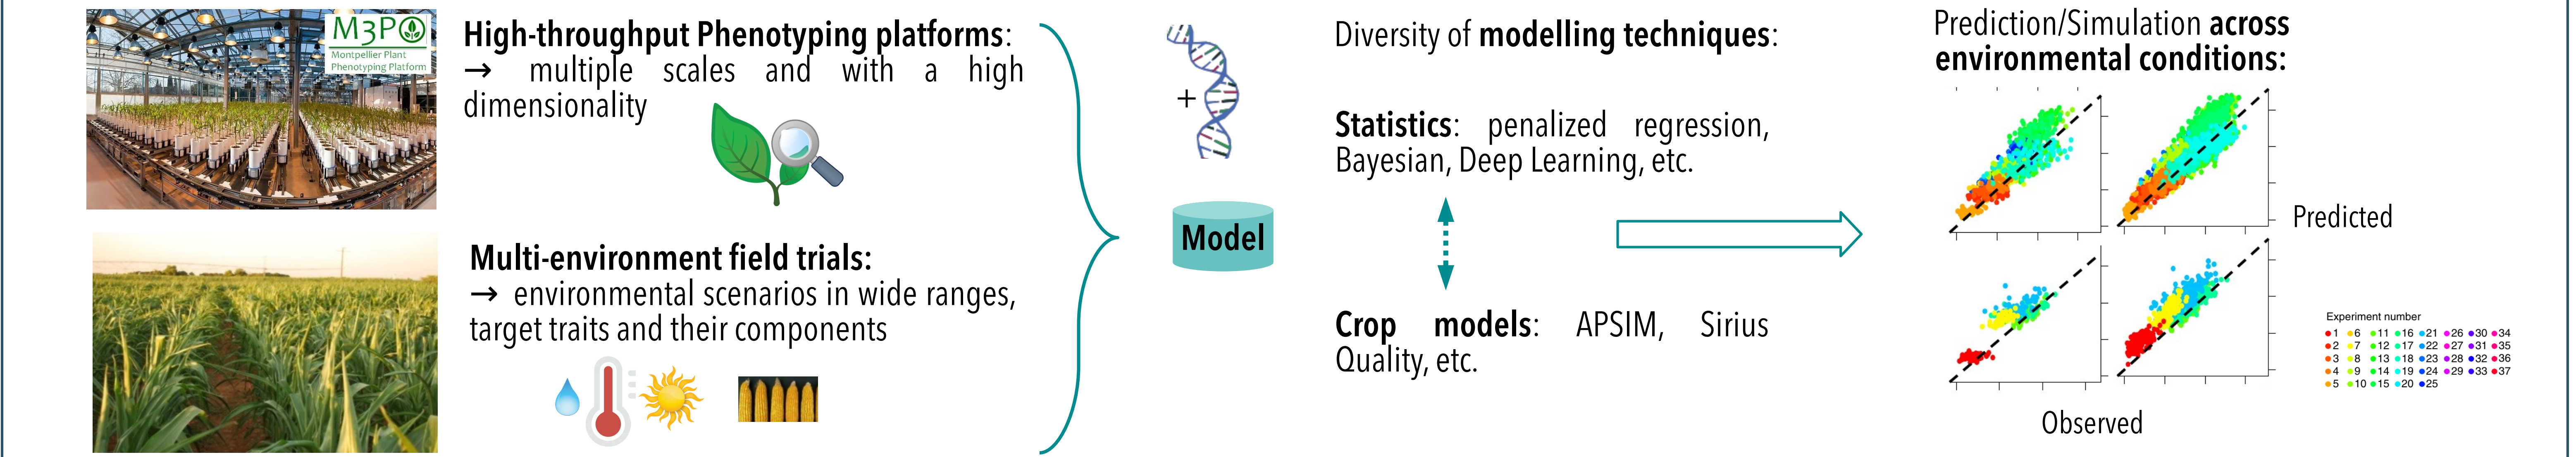 M3P
Montpellier Plant
Phenotyping Platform
High-throughput Phenotyping platforms:
→ multiple scales and with a high
dimensionality
Multi-environment field trials:
→ environmental scenarios in wide ranges,
target traits and their components
+
Model
Diversity of modelling techniques:
Statistics: penalized regression,
Bayesian, Deep Learning, etc.
Crop models: APSIM, Sirius
Quality, etc.
Prediction/Simulation across
environmental conditions:
Predicted
Observed
Experiment number
1 6 11 16 21 26 30 34
2 7 12 17 22 27 31 35
3 8 13 18 23 28 32 36
4 9 14 19 24 29 33 37
5 10 15 20 25